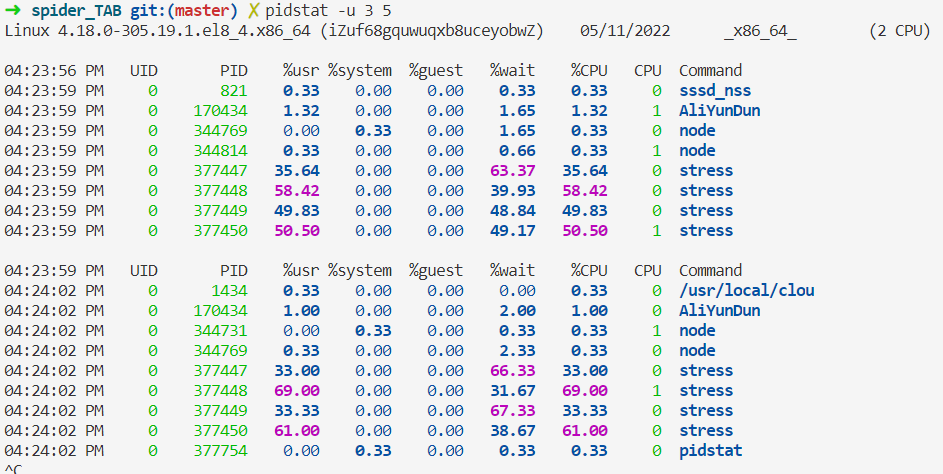 ➜ spider_TAB git:(master) ✗ pidstat -u 3 5
Linux 4.18.0-305.19.1.el8_4.x86_64 (iZuf68gquwuqxb8uceyobwZ) 05/11/2022 _x86_64_ (2 CPU)
04:23:56 PM UID PID %usr %system %guest %wait %CPU CPU Command
04:23:59 PM 0 821 0.33 0.00 0.00 0.33 0.33 0 sssd_nss
04:23:59 PM 0 170434 1.32 0.00 0.00 1.65 1.32 1 AliYunDun
04:23:59 PM 0 344769 0.00 0.33 0.00 1.65 0.33 0 node
04:23:59 PM 0 344814 0.33 0.00 0.00 0.66 0.33 1 node
04:23:59 PM 0 377447 35.64 0.00 0.00 63.37 35.64 0 stress
04:23:59 PM 0 377448 58.42 0.00 0.00 39.93 58.42 0 stress
04:23:59 PM 0 377449 49.83 0.00 0.00 48.84 49.83 0 stress
04:23:59 PM 0 377450 50.50 0.00 0.00 49.17 50.50 1 stress
04:23:59 PM UID PID %usr %system %guest %wait %CPU CPU Command
04:24:02 PM 0 1434 0.33 0.00 0.00 0.00 0.33 0 /usr/local/clou
04:24:02 PM 0 170434 1.00 0.00 0.00 2.00 1.00 0 AliYunDun
04:24:02 PM 0 344731 0.00 0.33 0.00 0.33 0.33 1 node
04:24:02 PM 0 344769 0.33 0.00 0.00 2.33 0.33 0 node
04:24:02 PM 0 377447 33.00 0.00 0.00 66.33 33.00 0 stress
04:24:02 PM 0 377448 69.00 0.00 0.00 31.67 69.00 1 stress
04:24:02 PM 0 377449 33.33 0.00 0.00 67.33 33.33 0 stress
04:24:02 PM 0 377450 61.00 0.00 0.00 38.67 61.00 0 stress
04:24:02 PM 0 377754 0.00 0.33 0.00 0.33 0.33 0 pidstat
^C